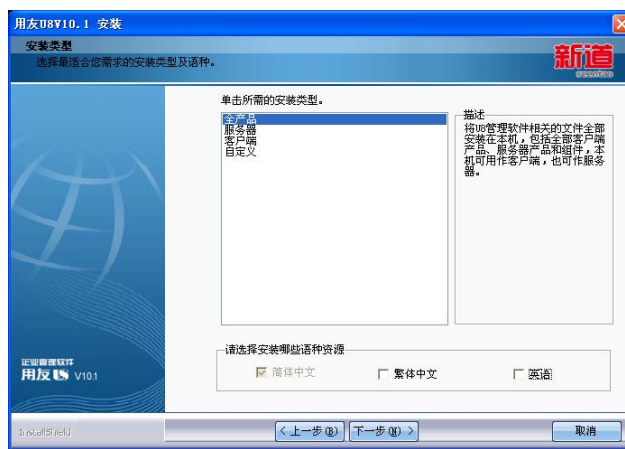 用友U8V10.1 安装
安装类型
选择最适合您需求的安装类型及语种。
新道
seentao
单击所需的安装类型。
全产品
服务器
客户端
自定义
描述
将U8管理软件相关的文件全部
安装在本机，包括全部客户端
产品、服务器产品和组件，本
机可用作客户端，也可作服务
器。
请选择安装哪些语种资源
简体中文
繁体中文
英语
企业管理软件
用友 U8 V10.1
InstallShield
< 上一步(B)
下一步(N) >
取消